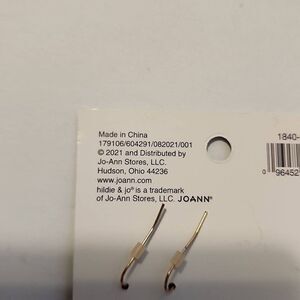 Made in China
179106/604291/082021/001
© 2021 and Distributed by
Jo-Ann Stores, LLC.
Hudson, Ohio 44236
www.joann.com
hildie & jo® is a trademark
of Jo-Ann Stores, LLC. JOANN®
1840-
0 96452